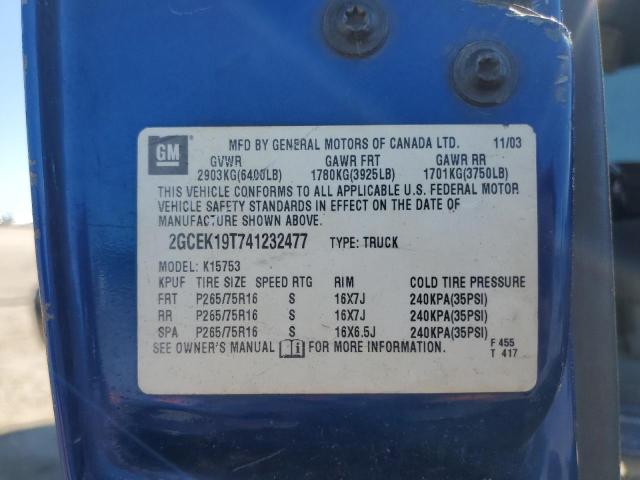 GM
MFD BY GENERAL MOTORS OF CANADA LTD. 11/03
GVWR GAWR FRT GAWR RR
2903KG(6400LB) 1780KG(3925LB) 1701KG(3750LB)
THIS VEHICLE CONFORMS TO ALL APPLICABLE U.S. FEDERAL MOTOR
VEHICLE SAFETY STANDARDS IN EFFECT ON THE DATE OF
MANUFACTURE SHOWN ABOVE.
2GCEK19T741232477 TYPE: TRUCK
MODEL: K15753
KPUF TIRE SIZE SPEED RTG RIM COLD TIRE PRESSURE
FRT P265/75R16 S 16X7J 240KPA(35PSI)
RR P265/75R16 S 16X7J 240KPA(35PSI)
SPA P265/75R16 S 16X6.5J 240KPA(35PSI)
SEE OWNER'S MANUAL FOR MORE INFORMATION. F 455
T 417